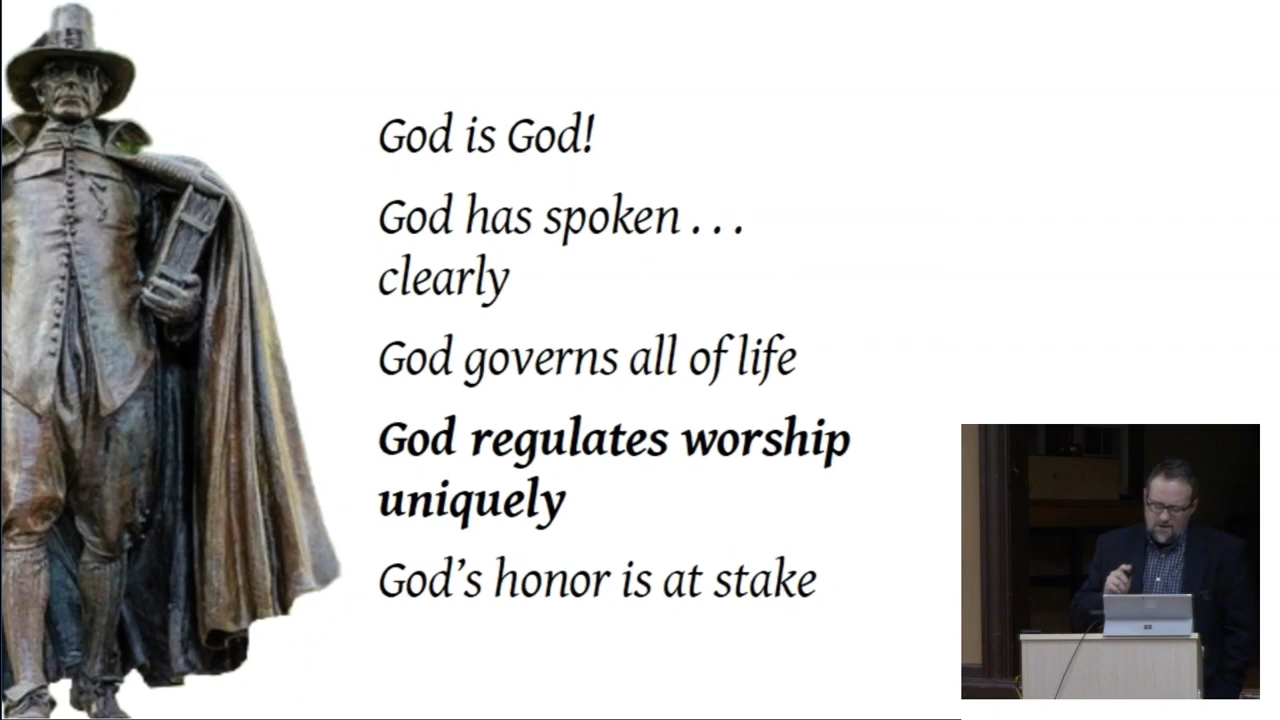 God is God!
God has spoken . . .
clearly
God governs all of life
God regulates worship
uniquely
God’s honor is at stake